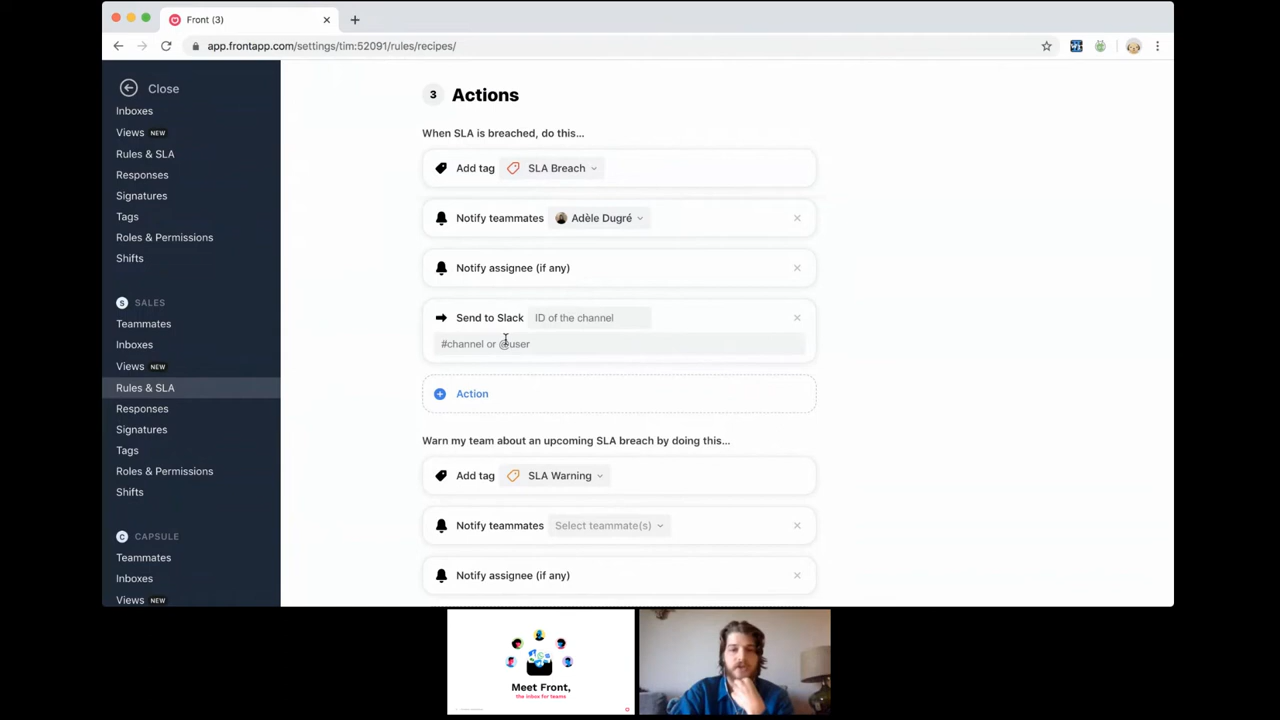 Front (3)
app.frontapp.com/settings/tim:52091/rules/recipes/
Close
Inboxes
Views NEW
Rules & SLA
Responses
Signatures
Tags
Roles & Permissions
Shifts
S SALES
Teammates
Inboxes
Views NEW
Rules & SLA
Responses
Signatures
Tags
Roles & Permissions
Shifts
C CAPSULE
Teammates
Inboxes
Views NEW
3 Actions
When SLA is breached, do this...
Add tag SLA Breach
Notify teammates Adèle Dugré
Notify assignee (if any)
Send to Slack ID of the channel
#channel or @user
Action
Warn my team about an upcoming SLA breach by doing this...
Add tag SLA Warning
Notify teammates Select teammate(s)
Notify assignee (if any)
Meet Front,
the inbox for teams